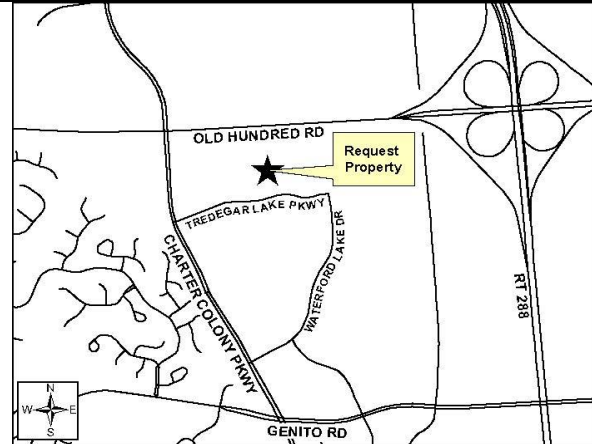 OLD HUNDRED RD
Request
Property
TREDEGAR LAKE PKWY
WATERFORD LAKE DR
CHARTER COLONY PKWY
RT 288
N
W E
S
GENITO RD